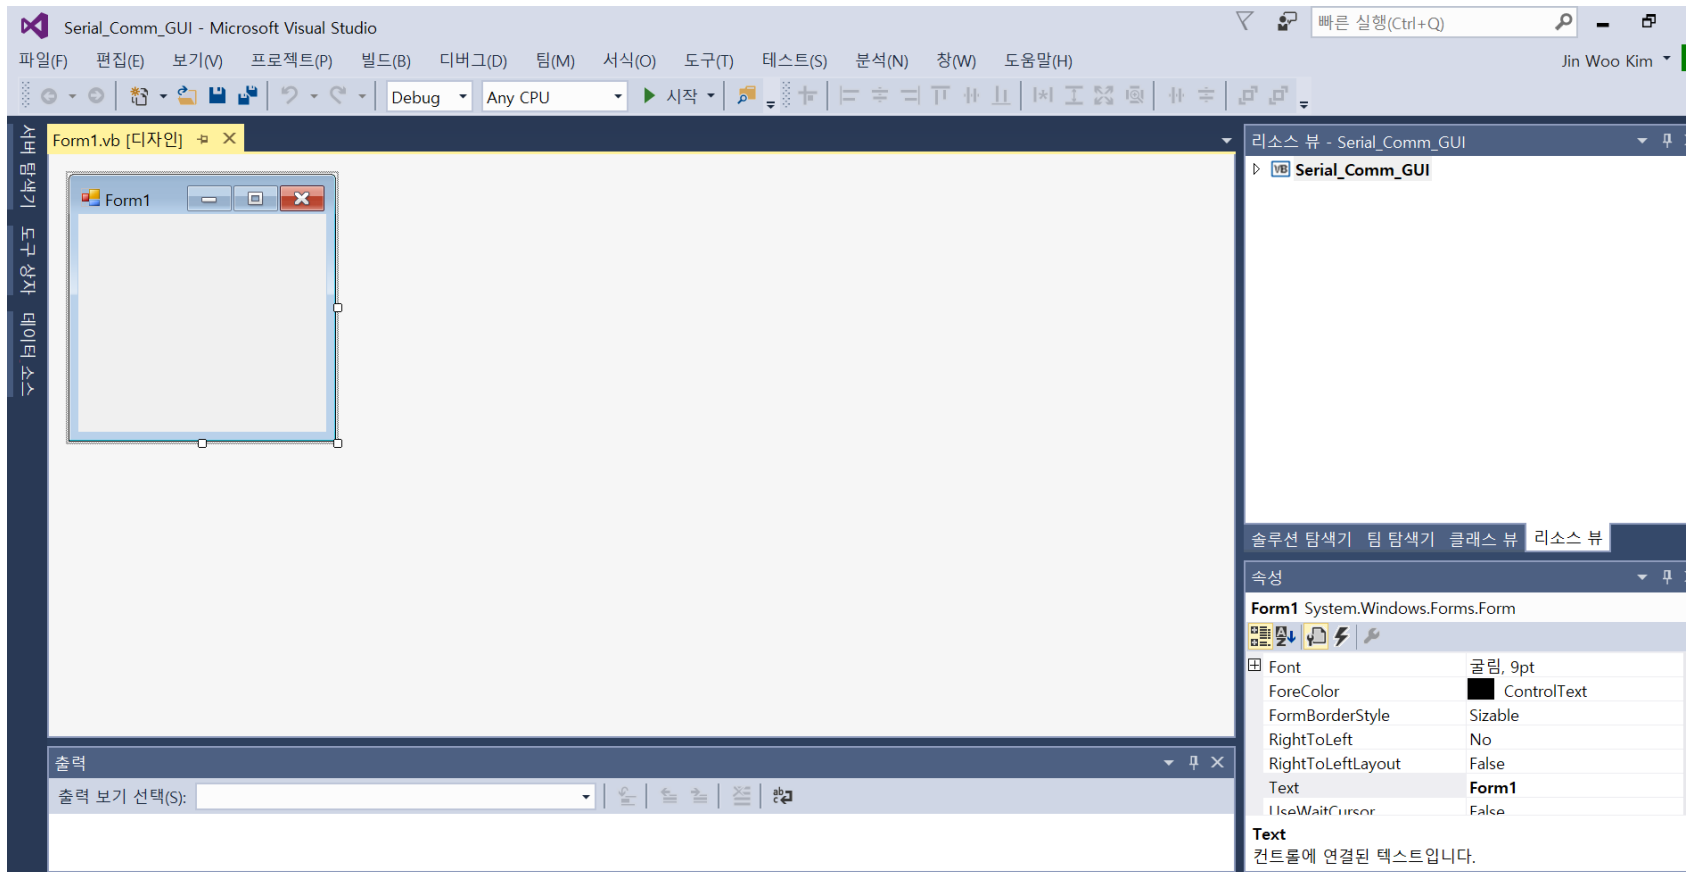 Serial_Comm_GUI - Microsoft Visual Studio
빠른 실행(Ctrl+Q)
파일(F) 편집(E) 보기(V) 프로젝트(P) 빌드(B) 디버그(D) 팀(M) 서식(O) 도구(T) 테스트(S) 분석(N) 창(W) 도움말(H)
Jin Woo Kim
Debug Any CPU 시작
서버 탐색기
도구 상자
데이터 소스
Form1.vb [디자인]
Form1
리소스 뷰 - Serial_Comm_GUI
VB Serial_Comm_GUI
솔루션 탐색기 팀 탐색기 클래스 뷰 리소스 뷰
속성
Form1 System.Windows.Forms.Form
Font 굴림, 9pt
ForeColor ControlText
FormBorderStyle Sizable
RightToLeft No
RightToLeftLayout False
Text Form1
UseWaitCursor False
Text
컨트롤에 연결된 텍스트입니다.
출력
출력 보기 선택(S):